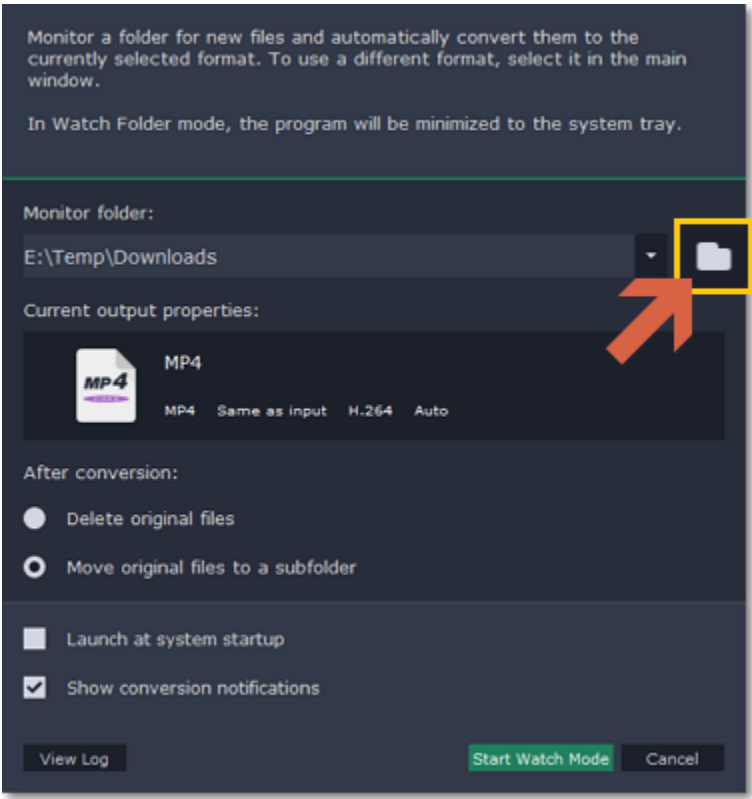 Monitor a folder for new files and automatically convert them to the
currently selected format. To use a different format, select it in the main
window.
In Watch Folder mode, the program will be minimized to the system tray.
Monitor folder:
E:\Temp\Downloads
Current output properties:
MP4
MP4
MP4 Same as input H.264 Auto
After conversion:
Delete original files
Move original files to a subfolder
Launch at system startup
Show conversion notifications
View Log Start Watch Mode Cancel